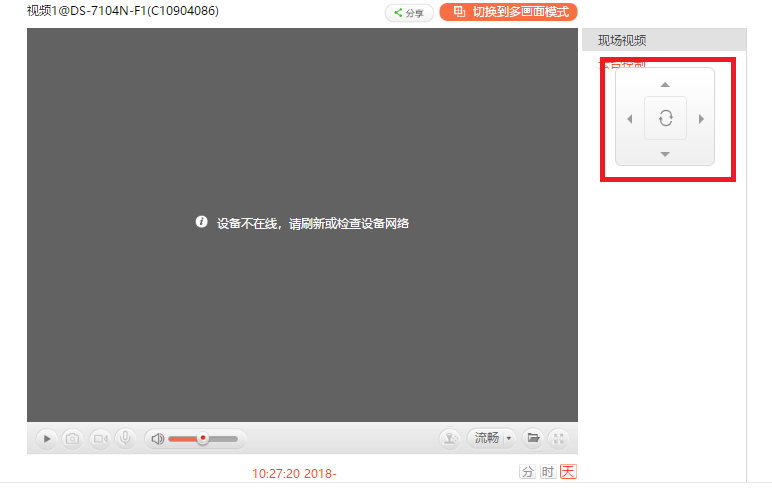 视频1@DS-7104N-F1(C10904086)
分享
切换到多画面模式
现场视频
设备不在线，请刷新或检查设备网络
流畅
10:27:20 2018-
分 时 天